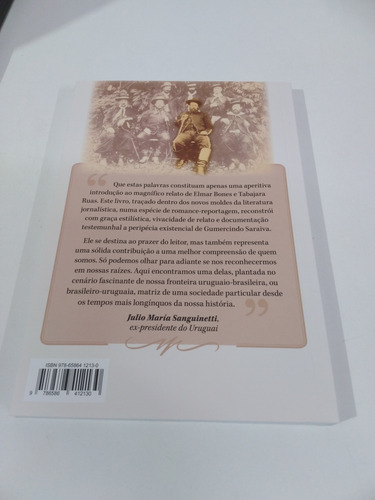 “ Que estas palavras constituam apenas uma aperitiva
introdução ao magnífico relato de Elmar Bones e Tabajara
Ruas. Este livro, traçado dentro dos novos moldes da literatura
jornalística, numa espécie de romance-reportagem, reconstrói
com graça estilística, vivacidade de relato e documentação
testemunhal a peripécia existencial de Gumercindo Saraiva.
Ele se destina ao prazer do leitor, mas também representa
uma sólida contribuição a uma melhor compreensão de quem
somos. Só podemos olhar para adiante se nos reconhecermos
em nossas raízes. Aqui encontramos uma delas, plantada no
cenário fascinante de nossa fronteira uruguaio-brasileira, ou
brasileiro-uruguaia, matriz de uma sociedade particular desde
os tempos mais longínquos da nossa história. ”
Julio María Sanguinetti,
ex-presidente do Uruguai
ISBN 978-65864 1213-0
9 786586 412130